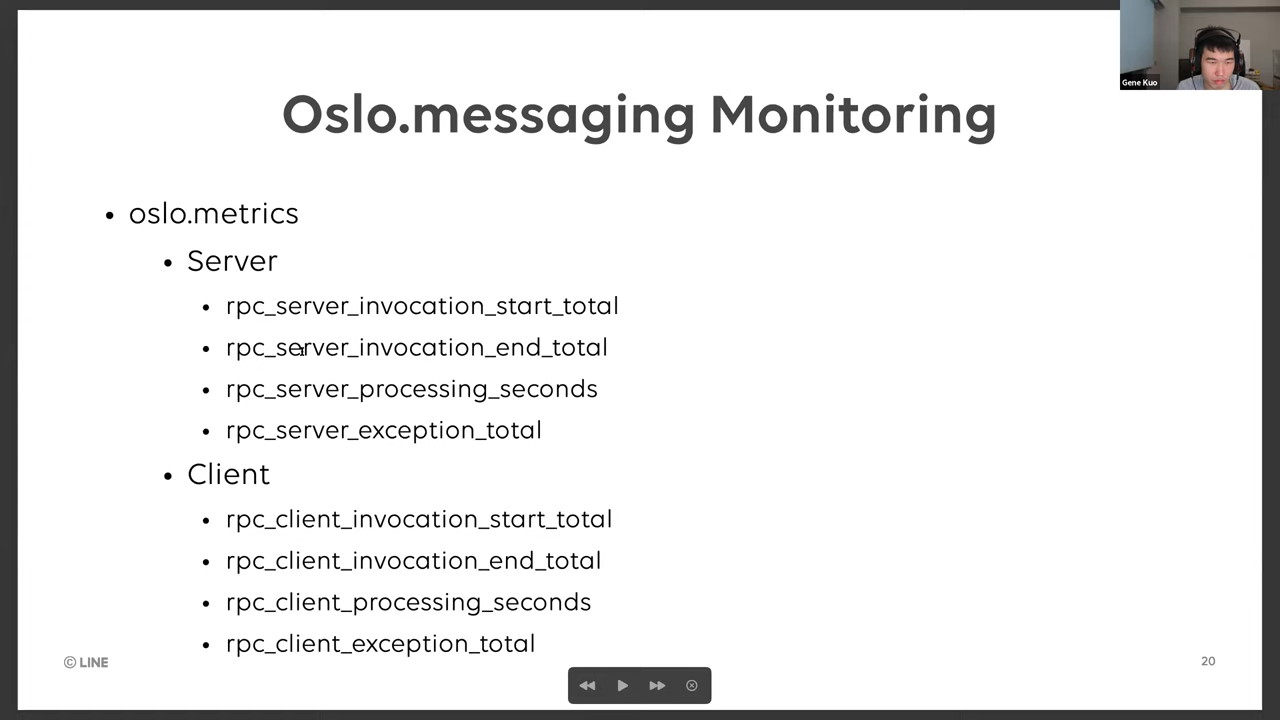 Gene Kuo
Oslo.messaging Monitoring
• oslo.metrics
• Server
• rpc_server_invocation_start_total
• rpc_server_invocation_end_total
• rpc_server_processing_seconds
• rpc_server_exception_total
• Client
• rpc_client_invocation_start_total
• rpc_client_invocation_end_total
• rpc_client_processing_seconds
• rpc_client_exception_total
© LINE
20